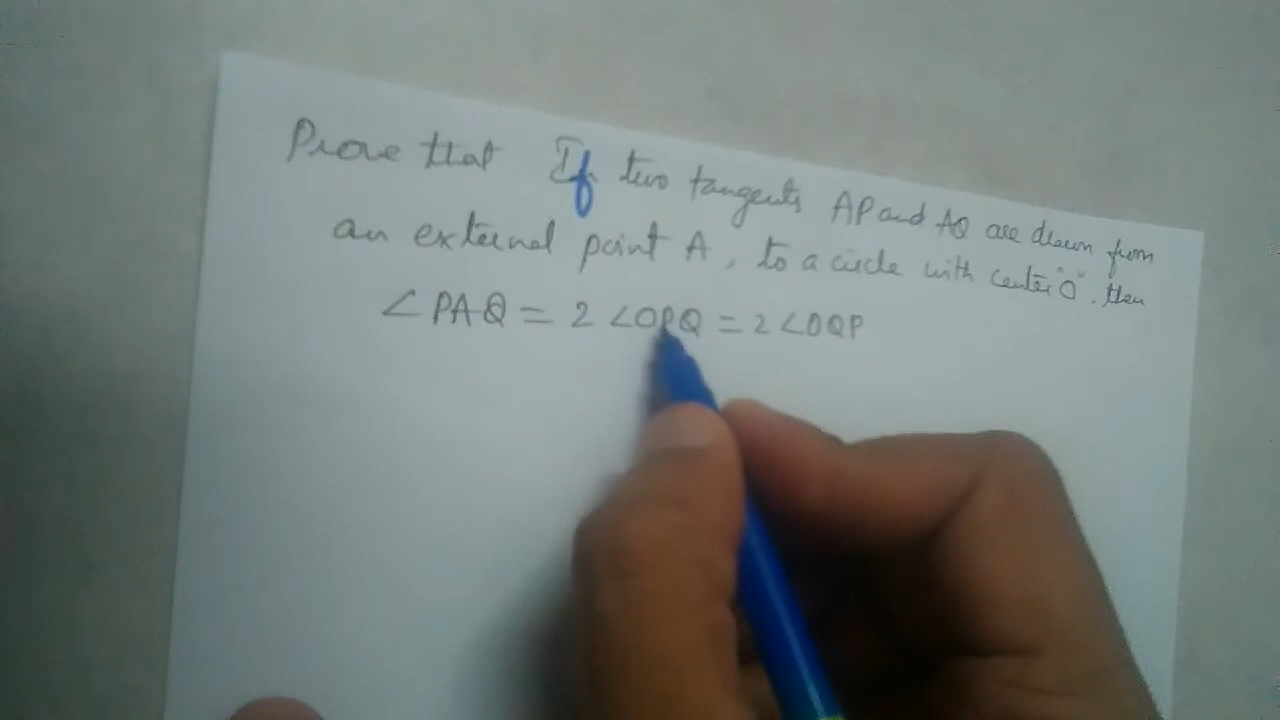 Prove that If two tangents AP and AQ are drawn from
an external point A, to a circle with center "O". then
∠PAQ = 2∠OPQ = 2∠OQP